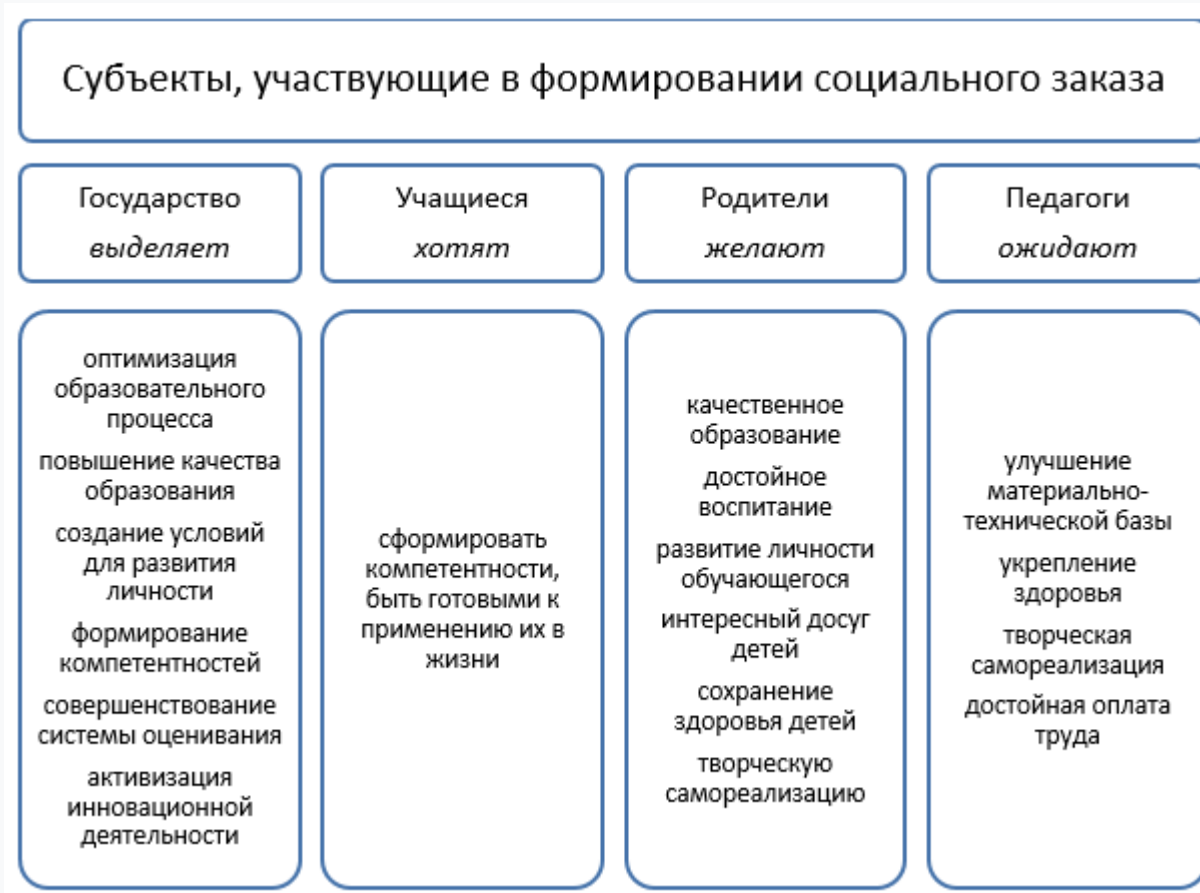 Субъекты, участвующие в формировании социального заказа
Государство
выделяет
Учащиеся
хотят
Родители
желают
Педагоги
ожидают
оптимизация
образовательного
процесса
повышение качества
образования
создание условий
для развития
личности
формирование
компетентностей
совершенствование
системы оценивания
активизация
инновационной
деятельности
сформировать
компетентности,
быть готовыми к
применению их в
жизни
качественное
образование
достойное
воспитание
развитие личности
обучающегося
интересный досуг
детей
сохранение
здоровья детей
творческую
самореализацию
улучшение
материально-
технической базы
укрепление
здоровья
творческая
самореализация
достойная оплата
труда